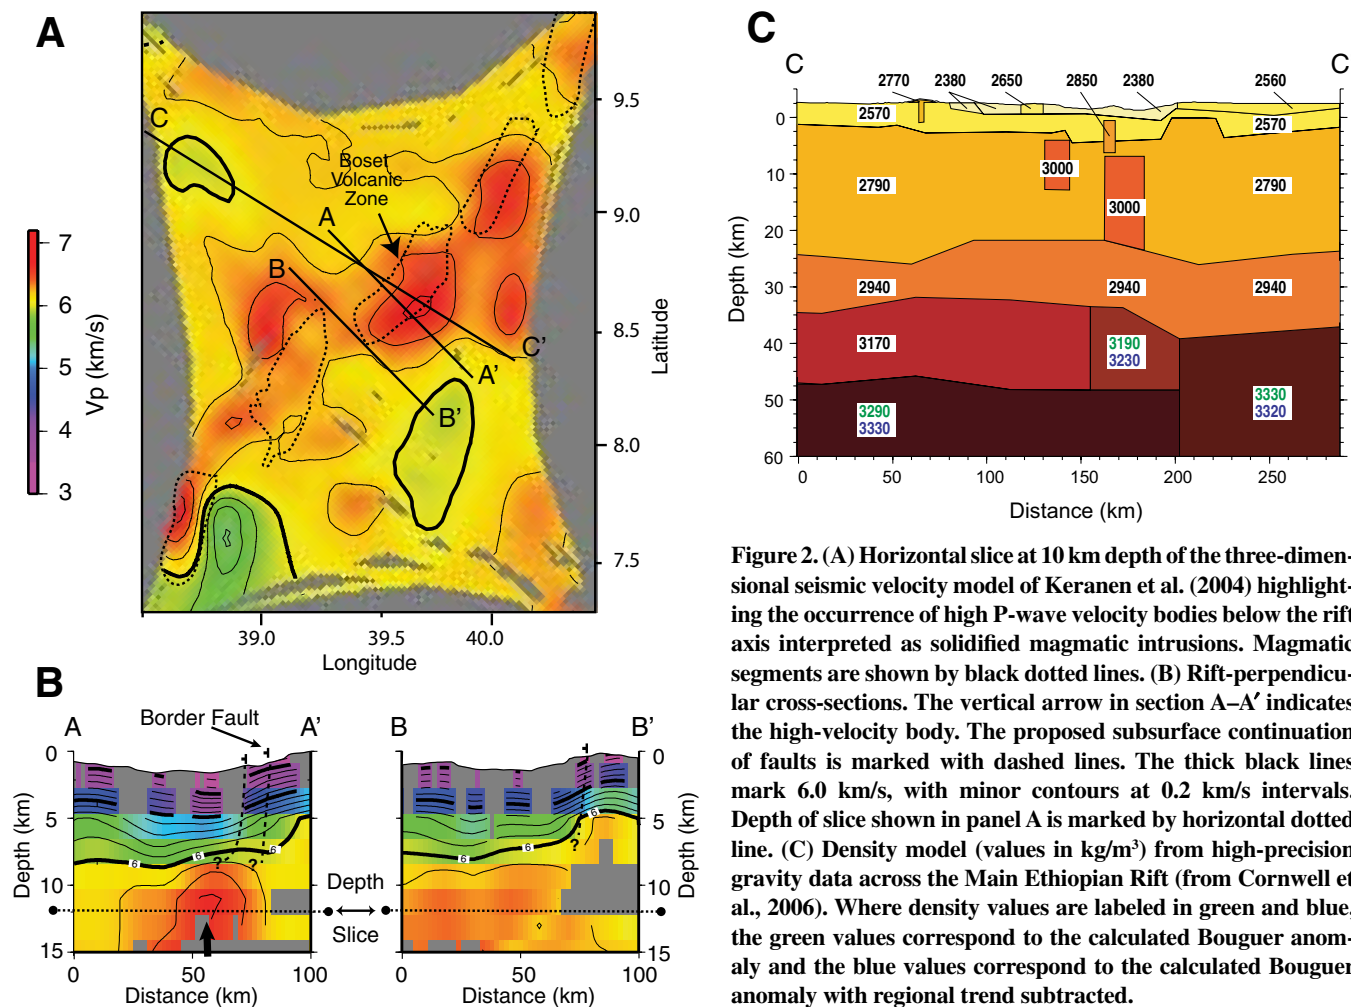 A
C
Boset
Volcanic
Zone
A
B
C'
A'
B'
9.5
9.0
8.5
8.0
7.5
Latitude
39.0
39.5
40.0
Longitude
7
6
5
4
3
Vp (km/s)
B
A
Border Fault
A'
B
B'
0
5
10
15
Depth (km)
6
6
6
?
?
0
50
100
Distance (km)
Depth
Slice
6
6
6
?
0
50
100
Distance (km)
0
5
10
15
Depth (km)
C
C
C
2770
2380
2650
2850
2380
2560
2570
2570
2790
3000
3000
2790
2940
2940
2940
3170
3190
3230
3290
3330
3330
3320
0
10
20
30
40
50
60
Depth (km)
0
50
100
150
200
250
Distance (km)
Figure 2. (A) Horizontal slice at 10 km depth of the three-dimen-
sional seismic velocity model of Keranen et al. (2004) highlight-
ing the occurrence of high P-wave velocity bodies below the rift
axis interpreted as solidified magmatic intrusions. Magmatic
segments are shown by black dotted lines. (B) Rift-perpendicu-
lar cross-sections. The vertical arrow in section A–A′ indicates
the high-velocity body. The proposed subsurface continuation
of faults is marked with dashed lines. The thick black lines
mark 6.0 km/s, with minor contours at 0.2 km/s intervals.
Depth of slice shown in panel A is marked by horizontal dotted
line. (C) Density model (values in kg/m³) from high-precision
gravity data across the Main Ethiopian Rift (from Cornwell et
al., 2006). Where density values are labeled in green and blue,
the green values correspond to the calculated Bouguer anom-
aly and the blue values correspond to the calculated Bouguer
anomaly with regional trend subtracted.